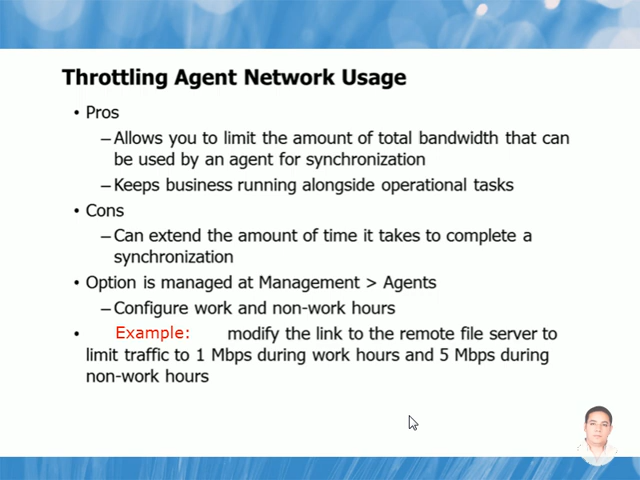 Throttling Agent Network Usage
• Pros
– Allows you to limit the amount of total bandwidth that can
be used by an agent for synchronization
– Keeps business running alongside operational tasks
• Cons
– Can extend the amount of time it takes to complete a
synchronization
• Option is managed at Management > Agents
– Configure work and non-work hours
• Example: modify the link to the remote file server to
limit traffic to 1 Mbps during work hours and 5 Mbps during
non-work hours